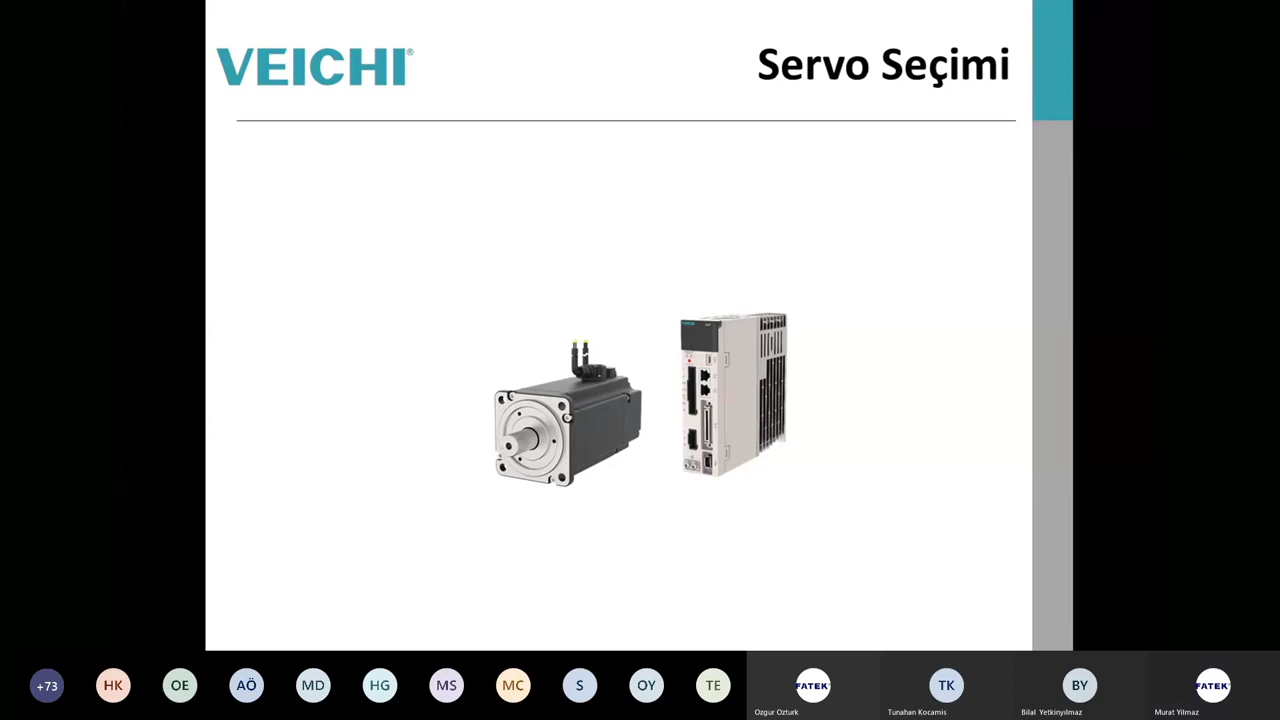 VEICHI®
Servo Seçimi
+73
HK
OE
AÖ
MD
HG
MS
MC
S
OY
TE
FATEK
Ozgur Ozturk
TK
Tunahan Kocamis
BY
Bilal Yetkinyılmaz
FATEK
Murat Yilmaz